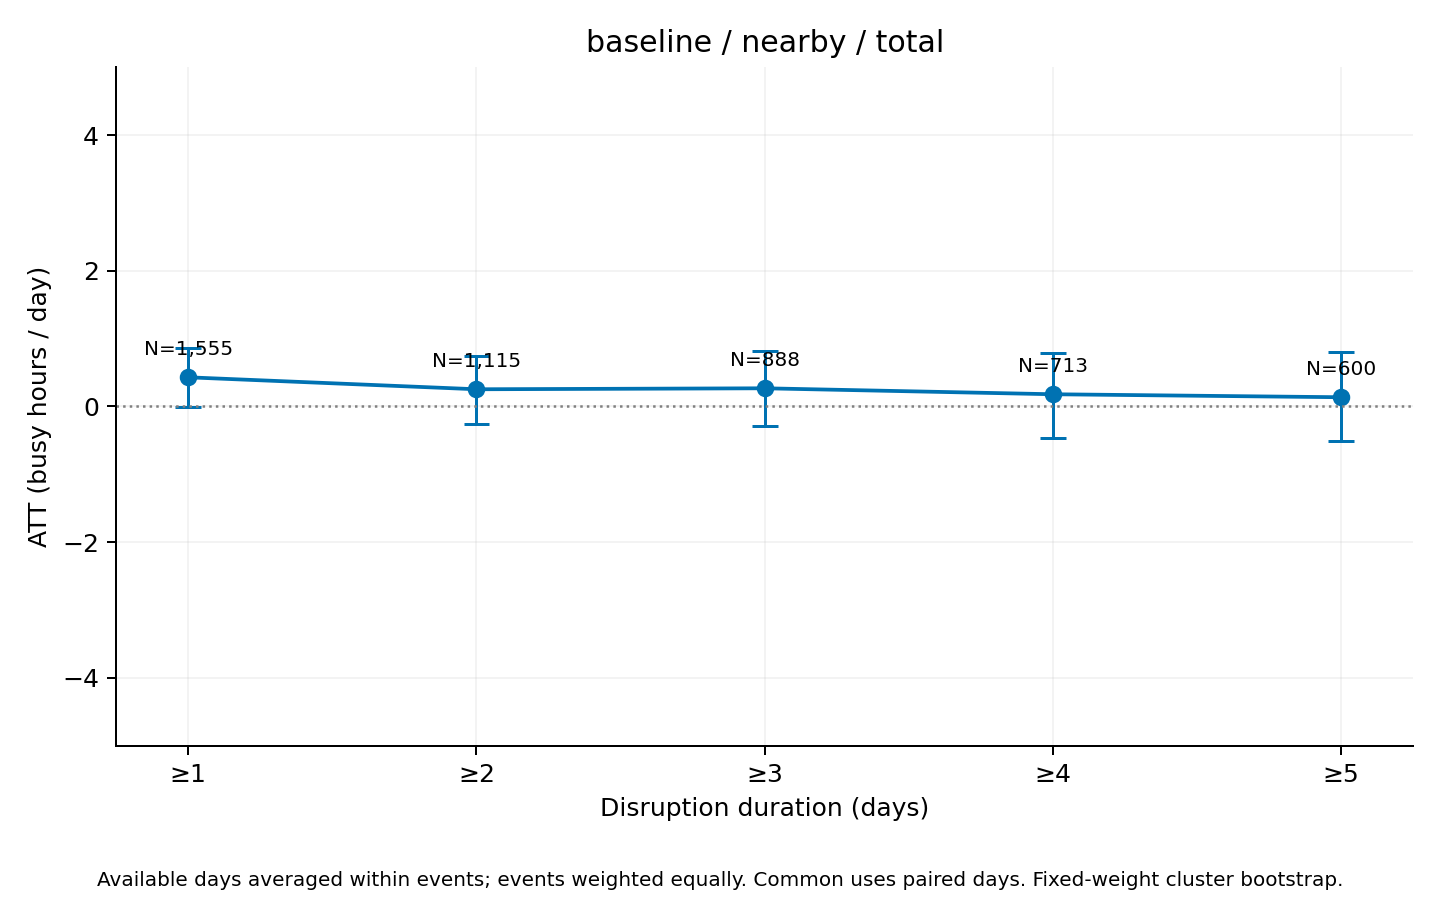 baseline / nearby / total
ATT (busy hours / day)
4
2
0
−2
−4
N=1,555
N=1,115
N=888
N=713
N=600
≥1
≥2
≥3
≥4
≥5
Disruption duration (days)
Available days averaged within events; events weighted equally. Common uses paired days. Fixed-weight cluster bootstrap.